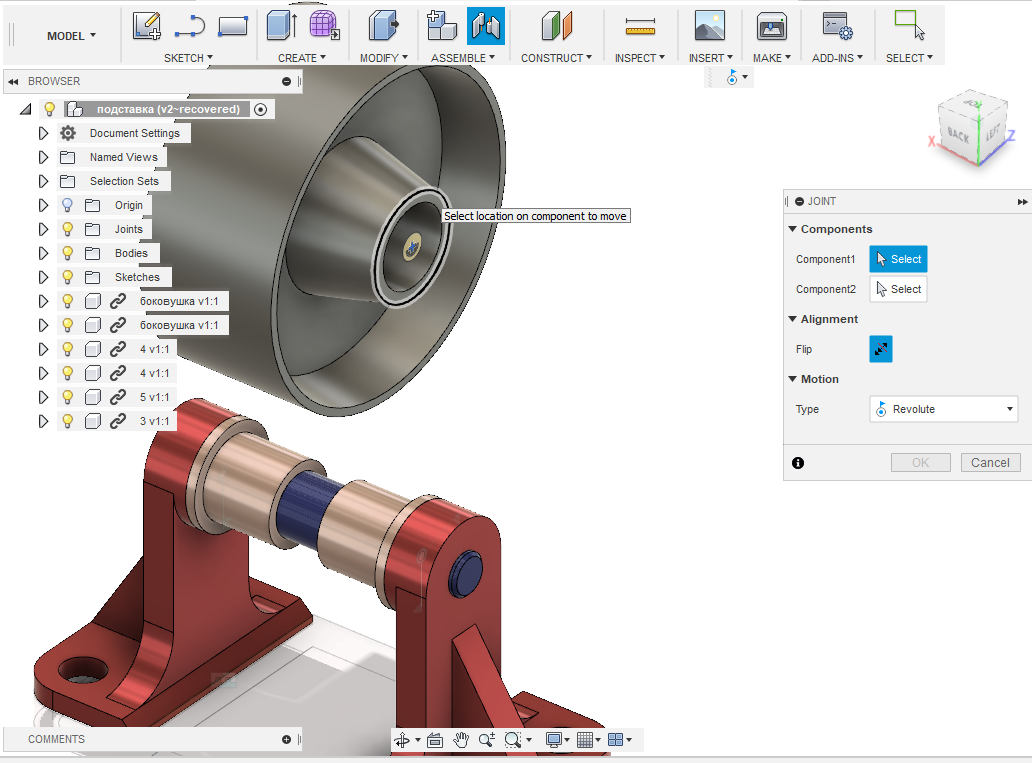 MODEL
SKETCH
CREATE
MODIFY
ASSEMBLE
CONSTRUCT
INSPECT
INSERT
MAKE
ADD-INS
SELECT
BROWSER
подставка (v2~recovered)
Document Settings
Named Views
Selection Sets
Origin
Joints
Bodies
Sketches
боковушка v1:1
боковушка v1:1
4 v1:1
4 v1:1
5 v1:1
3 v1:1
Select location on component to move
BACK
LEFT
X
Z
JOINT
Components
Component1 Select
Component2 Select
Alignment
Flip
Motion
Type Revolute
OK Cancel
COMMENTS